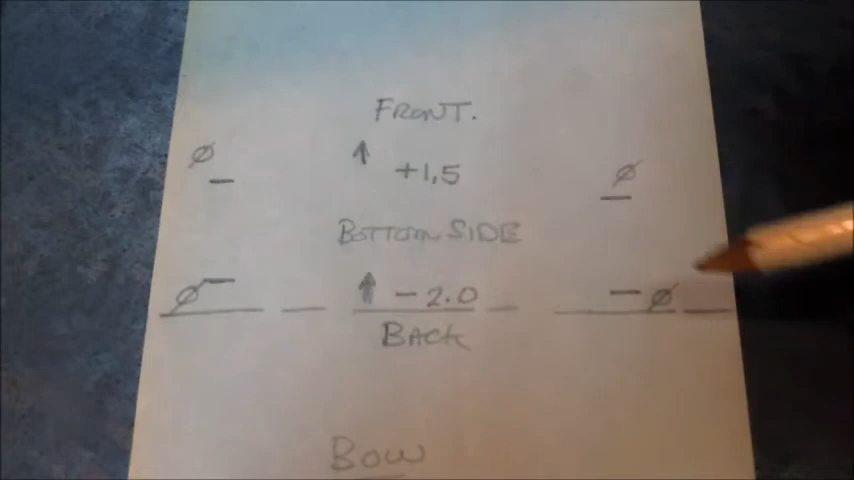 FRONT.
Ø ↑ +1.5 Ø
BOTTOM SIDE
Ø ↑ -2.0 Ø
BACK
BOW